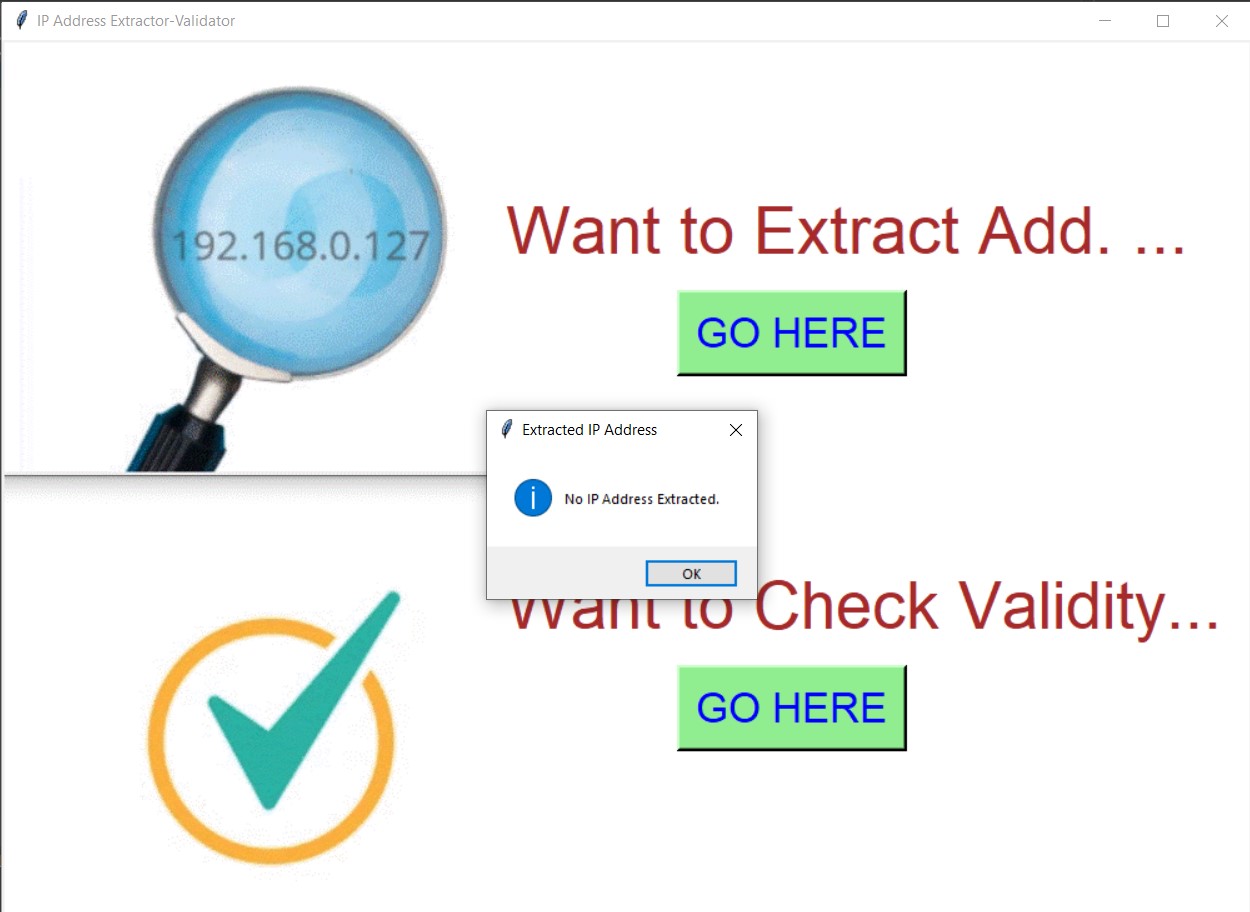 IP Address Extractor-Validator
192.168.0.127
Want to Extract Add. ...
GO HERE
Extracted IP Address
No IP Address Extracted.
OK
Want to Check Validity...
GO HERE